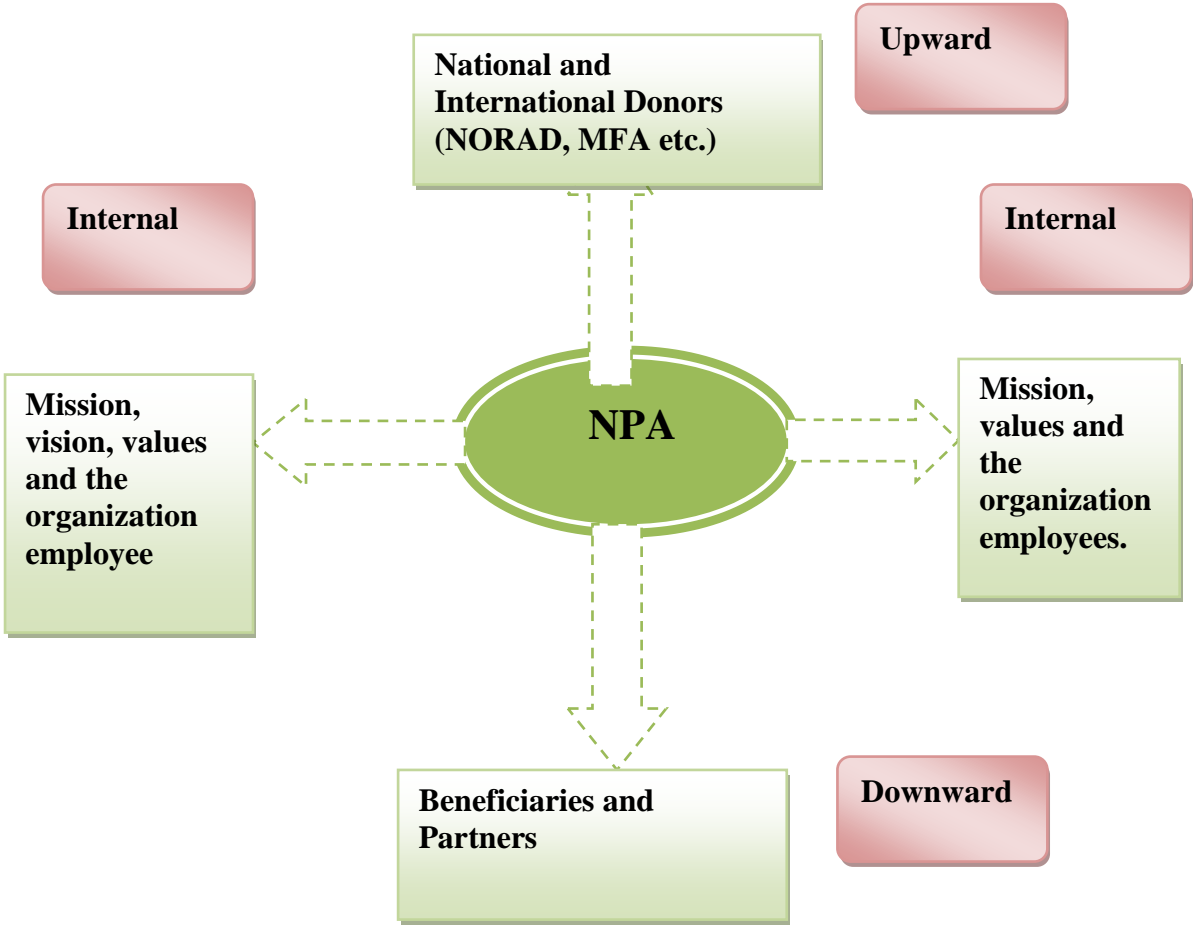 Upward
National and
International Donors
(NORAD, MFA etc.)
Internal
Internal
Mission,
vision, values
and the
organization
employee
NPA
Mission,
values and
the
organization
employees.
Beneficiaries and
Partners
Downward